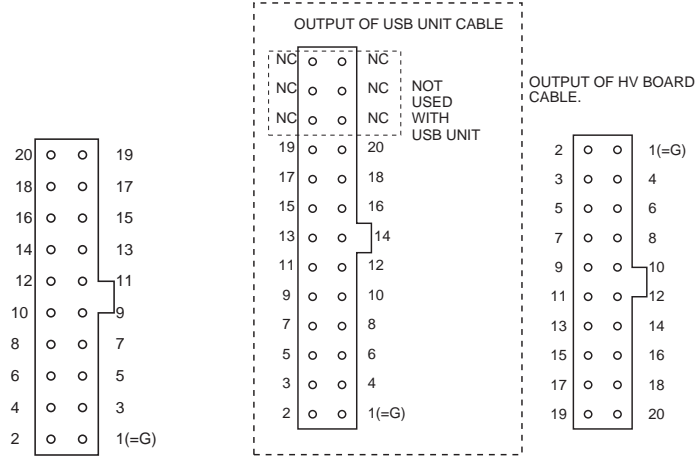 OUTPUT OF USB UNIT CABLE
NC NC
NC NC
NC NC
NOT
USED
WITH
USB UNIT
19 20
17 18
15 16
13 14
11 12
9 10
7 8
5 6
3 4
2 1(=G)
20 19
18 17
16 15
14 13
12 11
10 9
8 7
6 5
4 3
2 1(=G)
OUTPUT OF HV BOARD
CABLE.
2 1(=G)
3 4
5 6
7 8
9 10
11 12
13 14
15 16
17 18
19 20